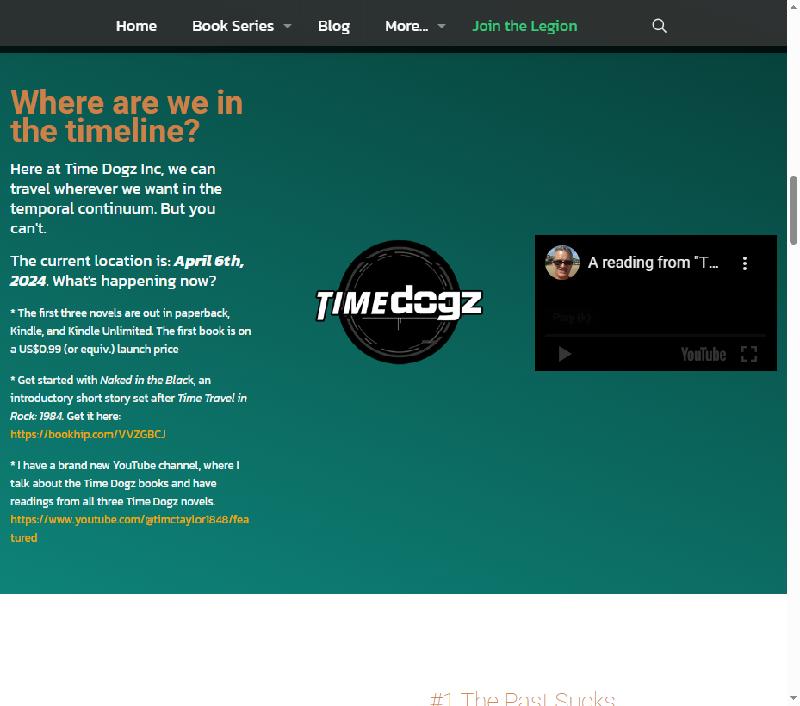 Home Book Series Blog More... Join the Legion
Where are we in
the timeline?
Here at Time Dogz Inc, we can
travel wherever we want in the
temporal continuum. But you
can't.
The current location is: April 6th,
2024. What's happening now?
* The first three novels are out in paperback,
Kindle, and Kindle Unlimited. The first book is on
a US$0.99 (or equiv.) launch price
* Get started with Naked in the Black, an
introductory short story set after Time Travel in
Rock: 1984. Get it here:
https://bookhip.com/VVZGBCJ
* I have a brand new YouTube channel, where I
talk about the Time Dogz books and have
readings from all three Time Dogz novels.
https://www.youtube.com/@timctaylor1848/fea
tured
TIMEdogz
A reading from "T...
Play (k)
YouTube
#1 The Past Sucks